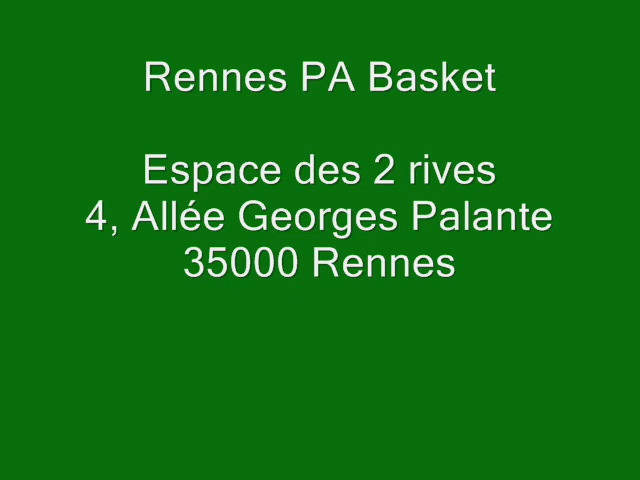 Rennes PA Basket
Espace des 2 rives
4, Allée Georges Palante
35000 Rennes